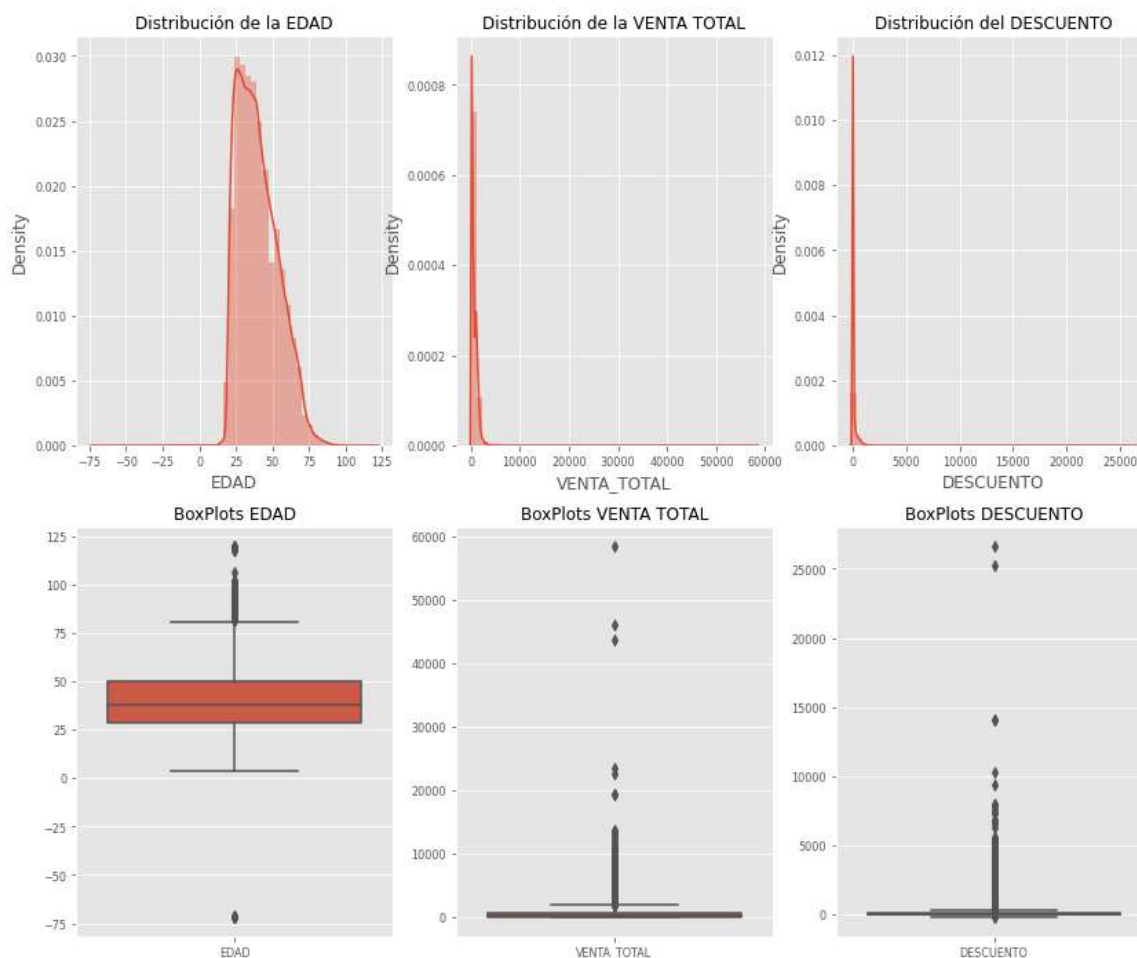 Distribución de la EDAD
Density
0.030
0.025
0.020
0.015
0.010
0.005
0.000
−75 −50 −25 0 25 50 75 100 125
EDAD
Distribución de la VENTA TOTAL
Density
0.0008
0.0006
0.0004
0.0002
0.0000
0 10000 20000 30000 40000 50000 60000
VENTA_TOTAL
Distribución del DESCUENTO
Density
0.012
0.010
0.008
0.006
0.004
0.002
0.000
0 5000 10000 15000 20000 25000
DESCUENTO
BoxPlots EDAD
125
100
75
50
25
0
−25
−50
−75
EDAD
BoxPlots VENTA TOTAL
60000
50000
40000
30000
20000
10000
0
VENTA_TOTAL
BoxPlots DESCUENTO
25000
20000
15000
10000
5000
0
DESCUENTO